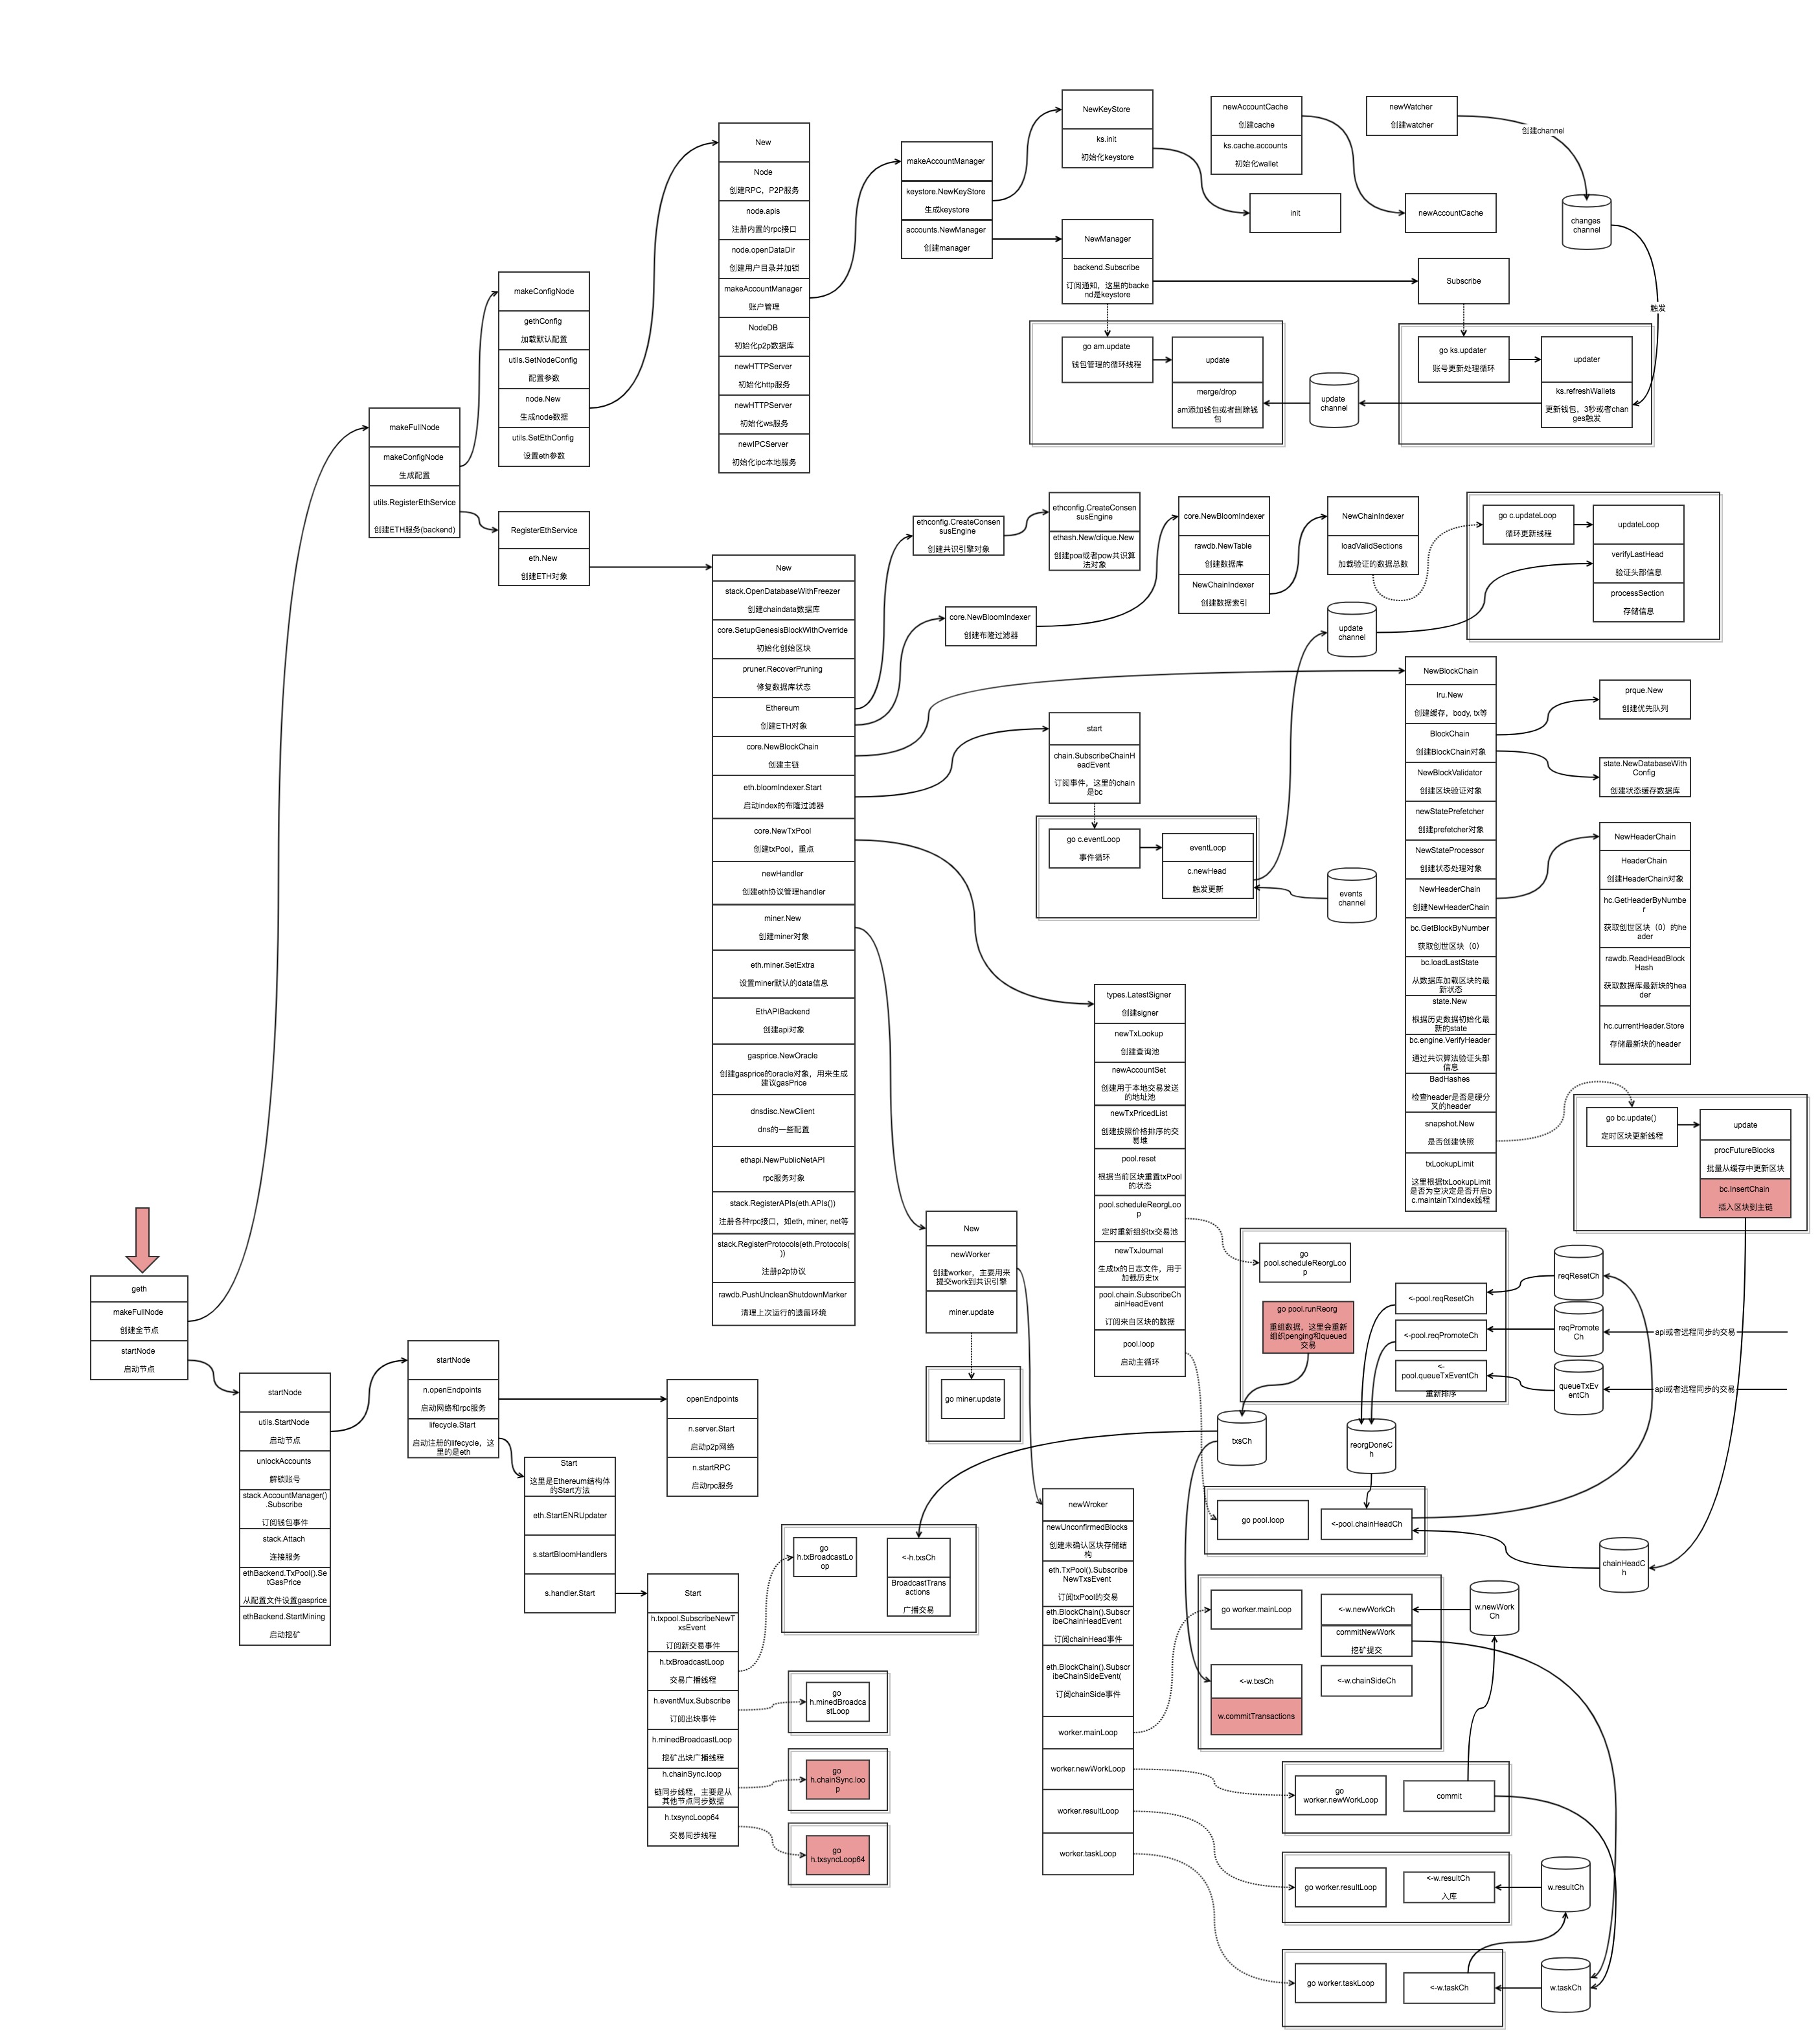 geth
makeFullNode
创建全节点
startNode
启动节点
makeFullNode
makeConfigNode
生成配置
utils.RegisterEthService
创建ETH服务(backend)
makeConfigNode
gethConfig
加载默认配置
utils.SetNodeConfig
配置参数
node.New
生成node数据
utils.SetEthConfig
设置eth参数
RegisterEthService
eth.New
创建ETH对象
New
Node
创建RPC，P2P服务
node.apis
注册内置的rpc接口
node.openDataDir
创建用户目录并加锁
makeAccountManager
账户管理
NodeDB
初始化p2p数据库
newHTTPServer
初始化http服务
newHTTPServer
初始化ws服务
newIPCServer
初始化ipc本地服务
makeAccountManager
keystore.NewKeyStore
生成keystore
accounts.NewManager
创建manager
NewKeyStore
ks.init
初始化keystore
newAccountCache
创建cache
ks.cache.accounts
初始化wallet
newWatcher
创建watcher
创建channel
init
newAccountCache
changes
channel
NewManager
backend.Subscribe
订阅通知，这里的backe
nd是keystore
Subscribe
触发
go am.update
钱包管理的循环线程
update
merge/drop
am添加钱包或者删除钱
包
update
channel
go ks.updater
账号更新处理循环
updater
ks.refreshWallets
更新钱包，3秒或者chan
ges触发
New
stack.OpenDatabaseWithFreezer
创建chaindata数据库
core.SetupGenesisBlockWithOverride
初始化创始区块
pruner.RecoverPruning
修复数据库状态
Ethereum
创建ETH对象
core.NewBlockChain
创建主链
eth.bloomIndexer.Start
启动index的布隆过滤器
core.NewTxPool
创建txPool，重点
newHandler
创建eth协议管理handler
miner.New
创建miner对象
eth.miner.SetExtra
设置miner默认的data信息
EthAPIBackend
创建api对象
gasprice.NewOracle
创建gasprice的oracle对象，用来生成
建议gasPrice
dnsdisc.NewClient
dns的一些配置
ethapi.NewPublicNetAPI
rpc服务对象
stack.RegisterAPIs(eth.APIs())
注册各种rpc接口，如eth, miner, net等
stack.RegisterProtocols(eth.Protocols(
))
注册p2p协议
rawdb.PushUncleanShutdownMarker
清理上次运行的遗留环境
ethconfig.CreateConsen
susEngine
创建共识引擎对象
ethconfig.CreateConsen
susEngine
ethash.New/clique.New
创建poa或者pow共识算
法对象
core.NewBloomIndexer
创建布隆过滤器
core.NewBloomIndexer
rawdb.NewTable
创建数据库
NewChainIndexer
创建数据索引
NewChainIndexer
loadValidSections
加载验证的数据总数
go c.updateLoop
循环更新线程
updateLoop
verifyLastHead
验证头部信息
processSection
存储信息
update
channel
start
chain.SubscribeChainH
eadEvent
订阅事件，这里的chain
是bc
go c.eventLoop
事件循环
eventLoop
c.newHead
触发更新
events
channel
NewBlockChain
lru.New
创建缓存，body, tx等
BlockChain
创建BlockChain对象
NewBlockValidator
创建区块验证对象
newStatePrefetcher
创建prefetcher对象
NewStateProcessor
创建状态处理对象
NewHeaderChain
创建NewHeaderChain
bc.GetBlockByNumber
获取创世区块（0）
bc.loadLastState
从数据库加载区块的最
新状态
state.New
根据历史数据初始化最
新的state
bc.engine.VerifyHeader
通过共识算法验证头部
信息
BadHashes
检查header是否是硬分
叉的header
snapshot.New
是否创建快照
txLookupLimit
这里根据txLookupLimit
是否为空决定是否开启b
c.maintainTxIndex线程
prque.New
创建优先队列
state.NewDatabaseWith
Config
创建状态缓存数据库
NewHeaderChain
HeaderChain
创建HeaderChain对象
hc.GetHeaderByNumbe
r
获取创世区块（0）的he
ader
rawdb.ReadHeadBlock
Hash
获取数据库最新块的hea
der
hc.currentHeader.Store
存储最新块的header
go bc.update()
定时区块更新线程
update
procFutureBlocks
批量从缓存中更新区块
bc.InsertChain
插入区块到主链
types.LatestSigner
创建signer
newTxLookup
创建查询池
newAccountSet
创建用于本地交易发送
的地址池
newTxPricedList
创建按照价格排序的交
易堆
pool.reset
根据当前区块重置txPool
的状态
pool.scheduleReorgLoo
p
定时重新组织tx交易池
newTxJournal
生成tx的日志文件，用于
加载历史tx
pool.chain.SubscribeCh
ainHeadEvent
订阅来自区块的数据
pool.loop
启动主循环
go
pool.scheduleReorgLoo
p
go pool.runReorg
重组数据，这里会重新
组织penging和queued
交易
<-pool.reqResetCh
<-pool.reqPromoteCh
<-
pool.queueTxEventCh
重新排序
reqResetCh
reqPromote
Ch
queueTxEv
entCh
api或者远程同步的交易
api或者远程同步的交易
txsCh
reorgDoneC
h
go pool.loop
<-pool.chainHeadCh
chainHeadC
h
New
newWorker
创建worker，主要用来
提交work到共识引擎
miner.update
go miner.update
startNode
utils.StartNode
启动节点
unlockAccounts
解锁账号
stack.AccountManager()
.Subscribe
订阅钱包事件
stack.Attach
连接服务
ethBackend.TxPool().Se
tGasPrice
从配置文件设置gasprice
ethBackend.StartMining
启动挖矿
startNode
n.openEndpoints
启动网络和rpc服务
lifecycle.Start
启动注册的lifecycle，这
里的是eth
openEndpoints
n.server.Start
启动p2p网络
n.startRPC
启动rpc服务
Start
这里是Ethereum结构体
的Start方法
eth.StartENRUpdater
s.startBloomHandlers
s.handler.Start
Start
h.txpool.SubscribeNewT
xsEvent
订阅新交易事件
h.txBroadcastLoop
交易广播线程
h.eventMux.Subscribe
订阅出块事件
h.minedBroadcastLoop
挖矿出块广播线程
h.chainSync.loop
链同步线程，主要是从
其他节点同步数据
h.txsyncLoop64
交易同步线程
go
h.txBroadcastLo
op
<-h.txsCh
BroadcastTrans
actions
广播交易
go
h.minedBroadca
stLoop
go
h.chainSync.loo
p
go
h.txsyncLoop64
newWroker
newUnconfirmedBlocks
创建未确认区块存储结
构
eth.TxPool().Subscribe
NewTxsEvent
订阅txPool的交易
eth.BlockChain().Subscr
ibeChainHeadEvent
订阅chainHead事件
eth.BlockChain().Subscr
ibeChainSideEvent(
订阅chainSide事件
worker.mainLoop
worker.newWorkLoop
worker.resultLoop
worker.taskLoop
go worker.mainLoop
<-w.newWorkCh
commitNewWork
挖矿提交
<-w.txsCh
w.commitTransactions
<-w.chainSideCh
w.newWork
Ch
go
worker.newWorkLoop
commit
go worker.resultLoop
<-w.resultCh
入库
w.resultCh
go worker.taskLoop
<-w.taskCh
w.taskCh